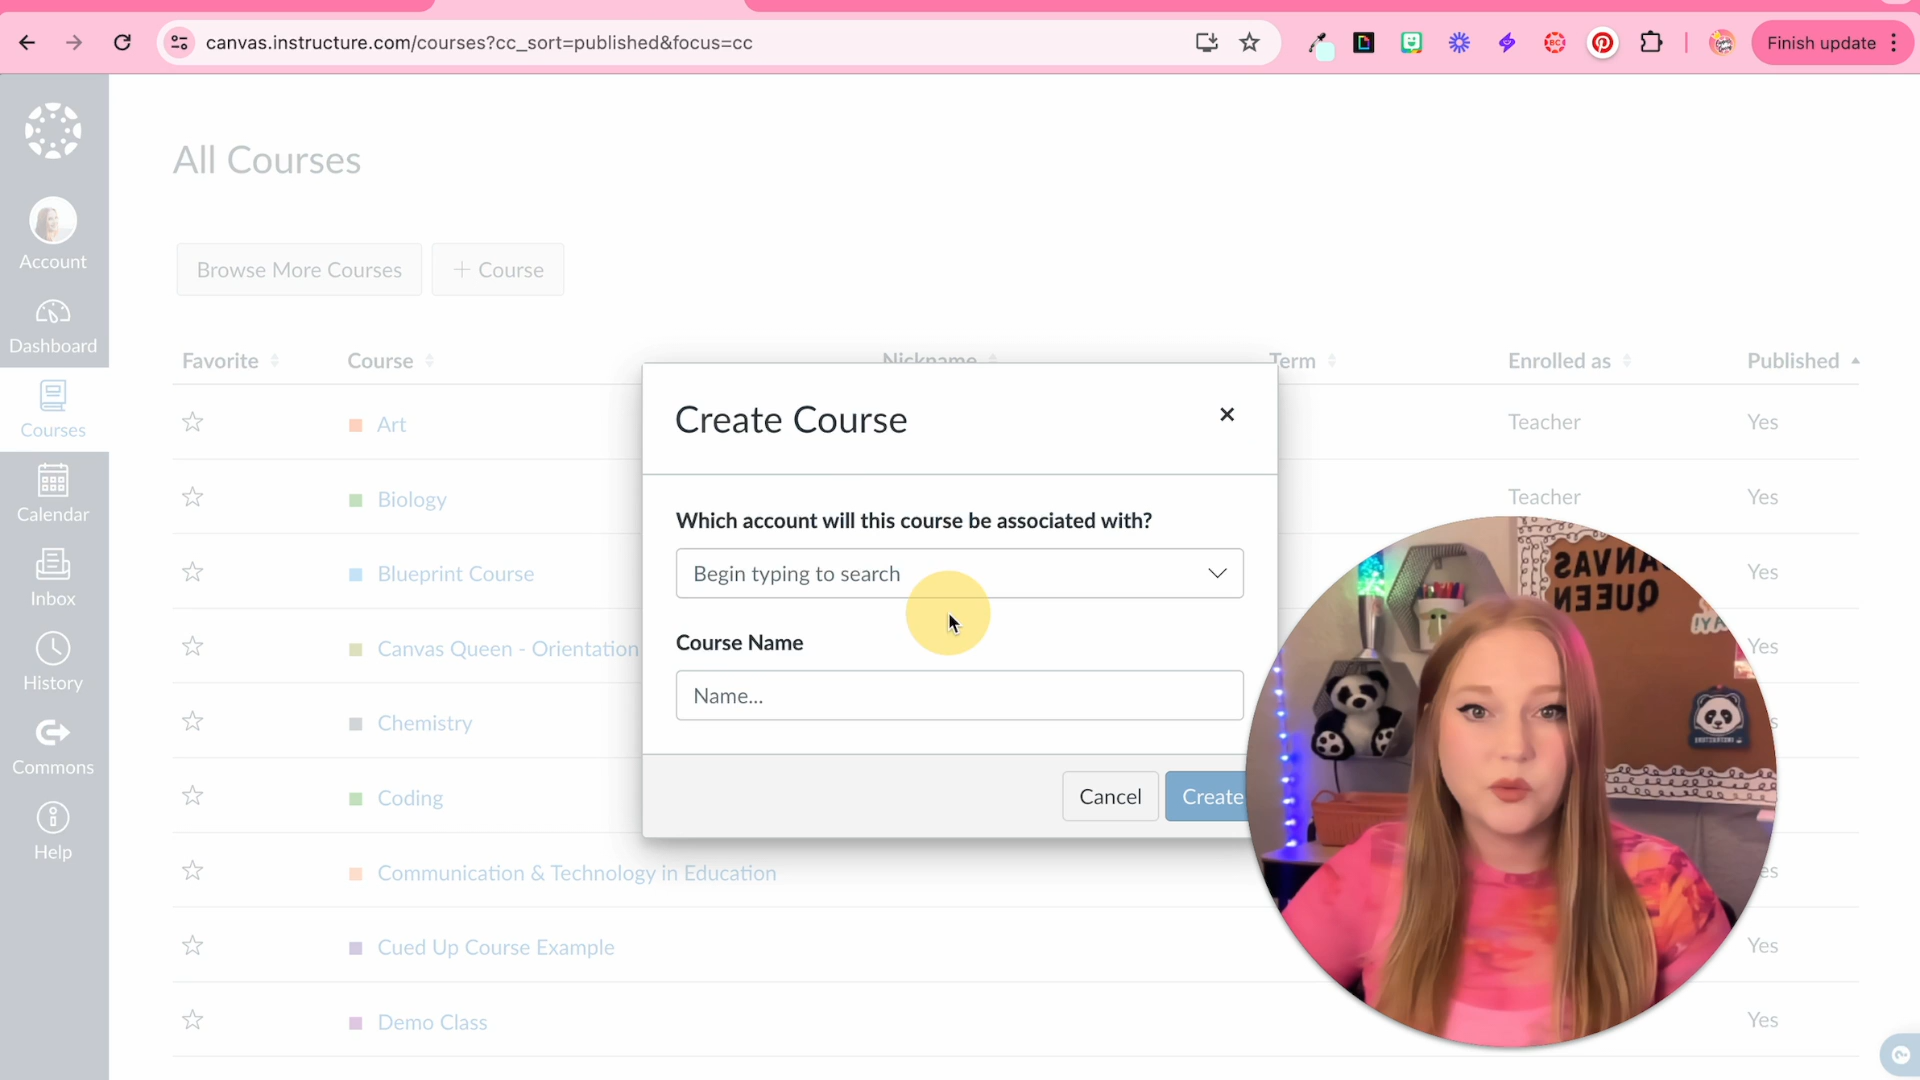 canvas.instructure.com/courses?cc_sort=published&focus=cc
Finish update
All Courses
Account
Browse More Courses
+ Course
Dashboard
Favorite Course Nickname Term Enrolled as Published
Courses
Calendar
Inbox
History
Commons
Help
Art Teacher Yes
Biology Teacher Yes
Blueprint Course Yes
Canvas Queen - Orientation Yes
Chemistry
Coding
Communication & Technology in Education
Cued Up Course Example Yes
Demo Class Yes
Create Course
Which account will this course be associated with?
Begin typing to search
Course Name
Name...
Cancel
Create
CANVAS
QUEEN